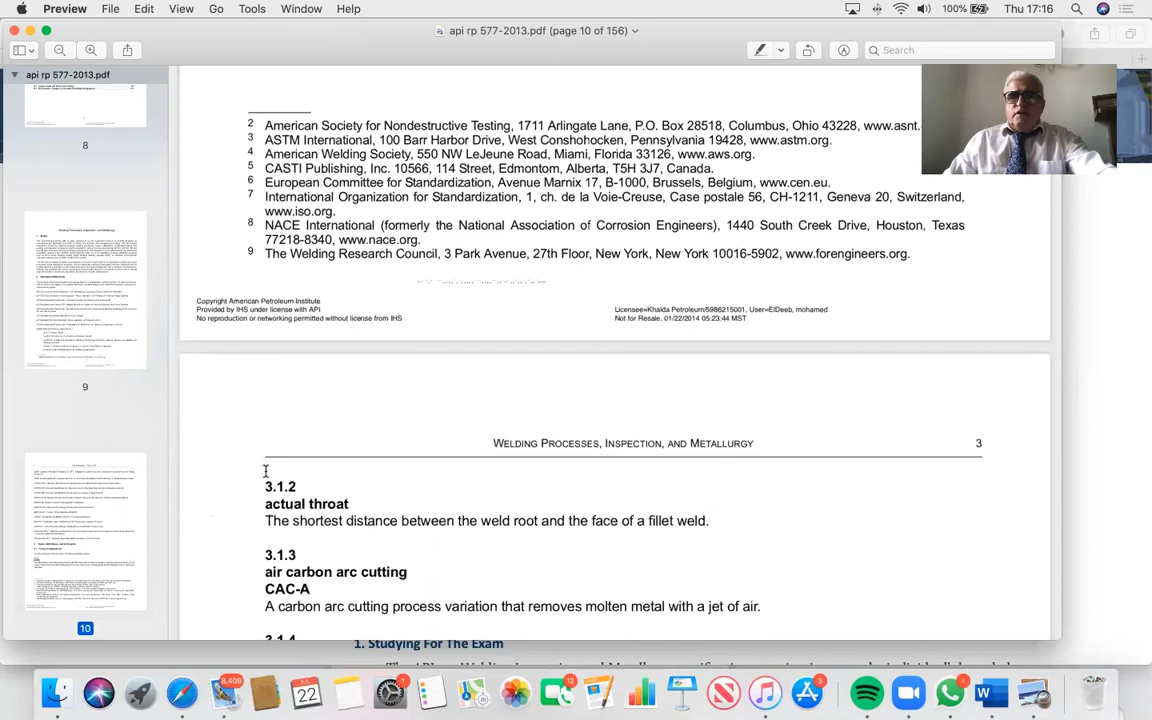 Preview File Edit View Go Tools Window Help
100% Thu 17:16
api rp 577-2013.pdf (page 10 of 156)
Search
api rp 577-2013.pdf
8
9
10
2 American Society for Nondestructive Testing, 1711 Arlingate Lane, P.O. Box 28518, Columbus, Ohio 43228, www.asnt.
3 ASTM International, 100 Barr Harbor Drive, West Conshohocken, Pennsylvania 19428, www.astm.org.
4 American Welding Society, 550 NW LeJeune Road, Miami, Florida 33126, www.aws.org.
5 CASTI Publishing, Inc. 10566, 114 Street, Edmontom, Alberta, T5H 3J7, Canada.
6 European Committee for Standardization, Avenue Marnix 17, B-1000, Brussels, Belgium, www.cen.eu.
7 International Organization for Standardization, 1, ch. de la Voie-Creuse, Case postale 56, CH-1211, Geneva 20, Switzerland,
www.iso.org.
8 NACE International (formerly the National Association of Corrosion Engineers), 1440 South Creek Drive, Houston, Texas
77218-8340, www.nace.org.
9 The Welding Research Council, 3 Park Avenue, 27th Floor, New York, New York 10016-5902, www.forengineers.org.
Copyright American Petroleum Institute
Provided by IHS under license with API
No reproduction or networking permitted without license from IHS
Licensee=Khalda Petroleum/5986215001, User=ElDeeb, mohamed
Not for Resale, 01/22/2014 05:23:44 MST
WELDING PROCESSES, INSPECTION, AND METALLURGY 3
3.1.2
actual throat
The shortest distance between the weld root and the face of a fillet weld.
3.1.3
air carbon arc cutting
CAC-A
A carbon arc cutting process variation that removes molten metal with a jet of air.
3.1.4
1. Studying For The Exam
8,409
JUL
22
1
12
3
1